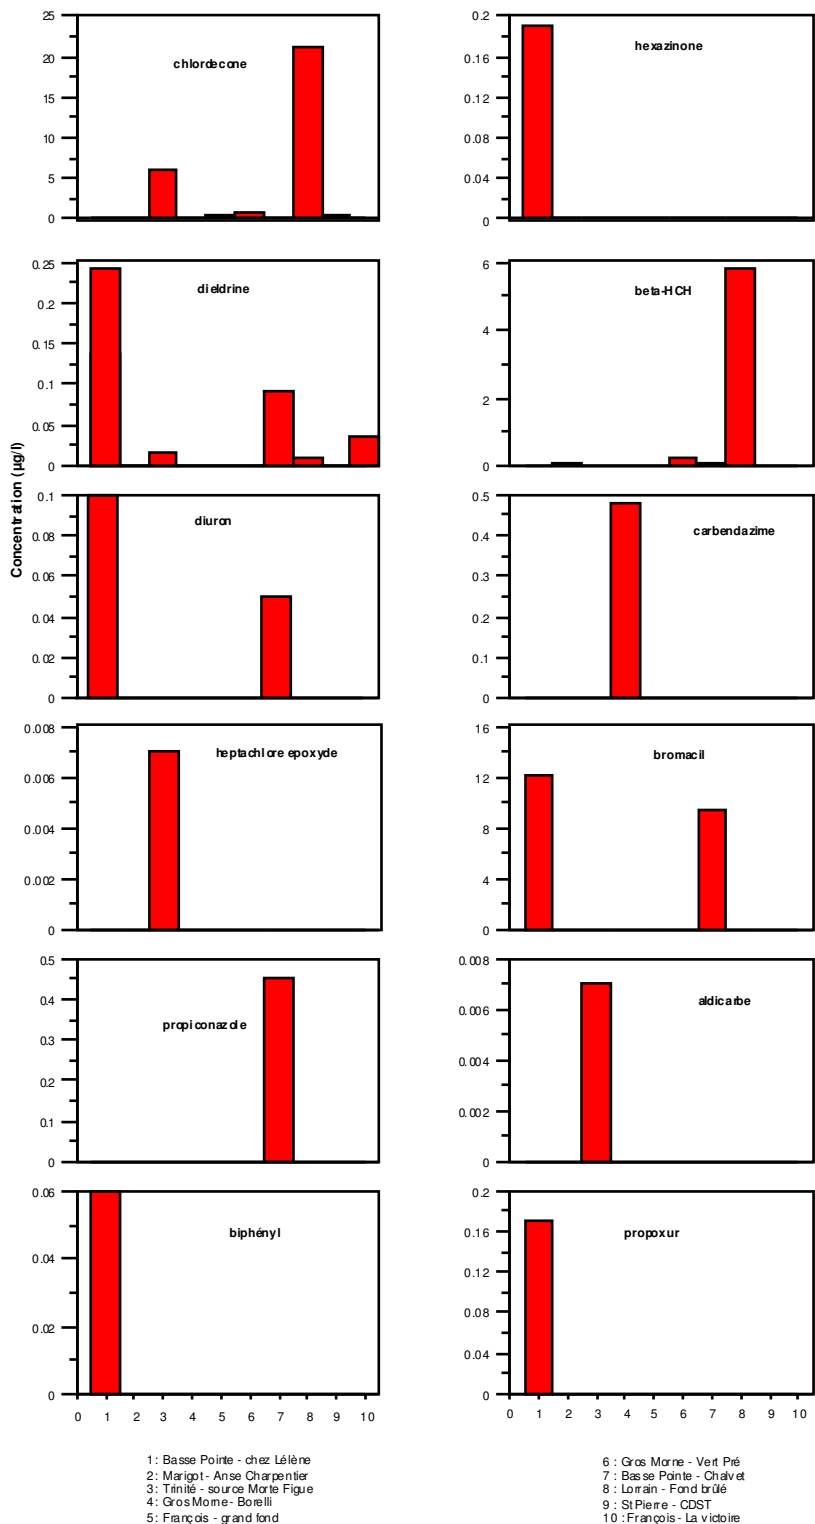 Concentration (µg/l)
25
20
15
10
5
0
chlordecone
0.2
0.16
0.12
0.08
0.04
0
hexazinone
0.25
0.2
0.15
0.1
0.05
0
dieldrine
6
4
2
0
beta-HCH
0.1
0.08
0.06
0.04
0.02
0
diuron
0.5
0.4
0.3
0.2
0.1
0
carbendazime
0.008
0.006
0.004
0.002
0
heptachlore epoxyde
16
12
8
4
0
bromacil
0.5
0.4
0.3
0.2
0.1
0
propiconazole
0.008
0.006
0.004
0.002
0
aldicarbe
0.06
0.04
0.02
0
biphényl
0 1 2 3 4 5 6 7 8 9 10
0.2
0.16
0.12
0.08
0.04
0
propoxur
0 1 2 3 4 5 6 7 8 9 10
1: Basse Pointe - chez Lélène
2: Marigot - Anse Charpentier
3: Trinité - source Morte Figue
4: Gros Morne - Borelli
5: François - grand fond
6 : Gros Morne - Vert Pré
7 : Basse Pointe - Chalvet
8 : Lorrain - Fond brûlé
9 : St Pierre - CDST
10 : François - La victoire